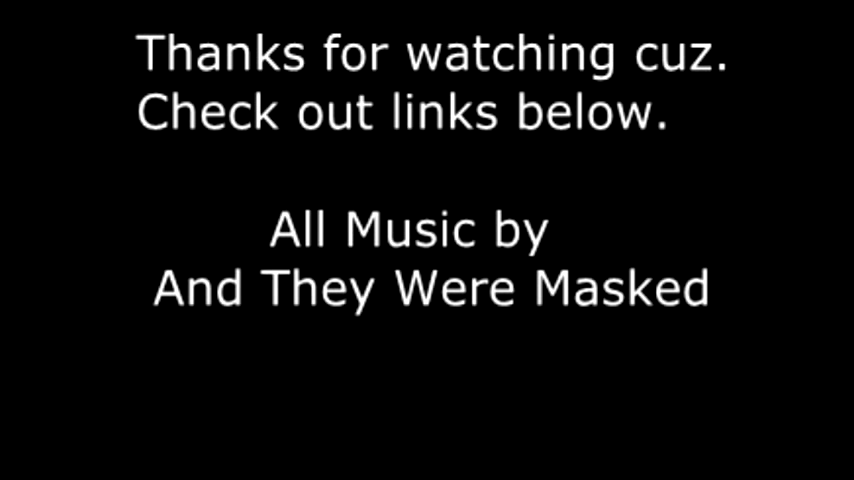 Thanks for watching cuz.
Check out links below.
All Music by
And They Were Masked